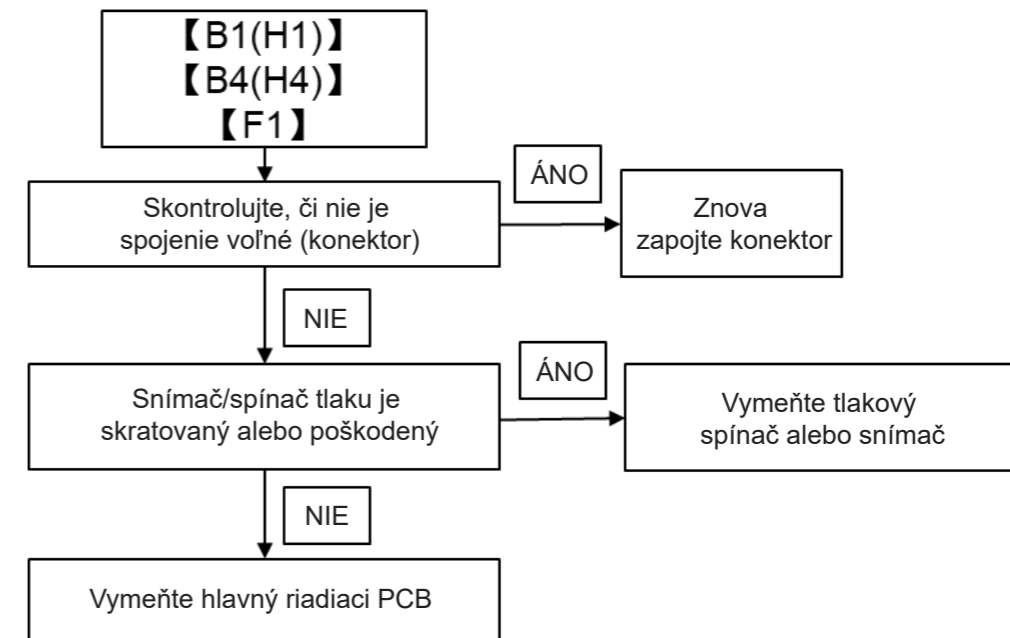 【B1(H1)】
【B4(H4)】
【F1】
ÁNO
Skontrolujte, či nie je
spojenie voľné (konektor)
Znova
zapojte konektor
NIE
ÁNO
Snímač/spínač tlaku je
skratovaný alebo poškodený
Vymeňte tlakový
spínač alebo snímač
NIE
Vymeňte hlavný riadiaci PCB